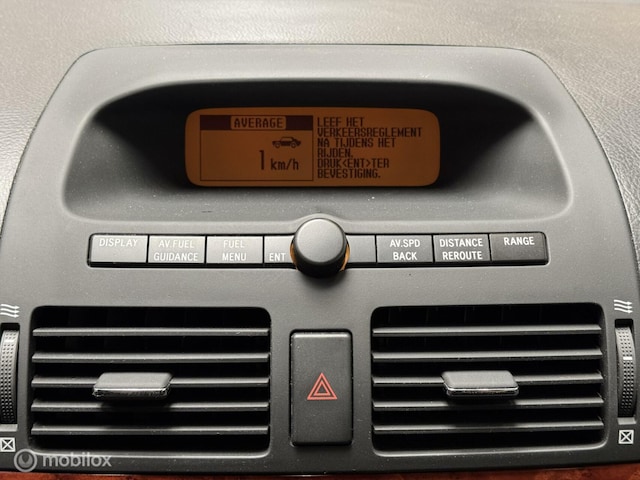 AVERAGE
1 km/h
LEEF HET
VERKEERSREGLEMENT
NA TIJDENS HET
RIJDEN.
DRUK<ENT>TER
BEVESTIGING.
DISPLAY
AV.FUEL
GUIDANCE
FUEL
MENU
ENT
AV.SPD
BACK
DISTANCE
REROUTE
RANGE
mobilox